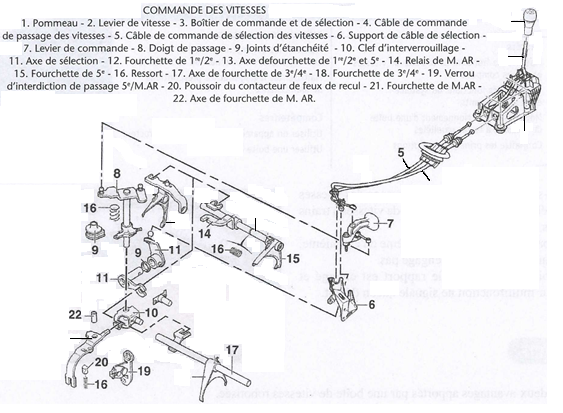 COMMANDE DES VITESSES
1. Pommeau - 2. Levier de vitesse - 3. Boîtier de commande et de sélection - 4. Câble de commande
de passage des vitesses - 5. Câble de commande de sélection des vitesses - 6. Support de câble de sélection -
7. Levier de commande - 8. Doigt de passage - 9. Joints d'étanchéité - 10. Clef d'interverrouillage -
11. Axe de sélection - 12. Fourchette de 1re/2e - 13. Axe defourchette de 1re/2e et 5e - 14. Relais de M. AR -
15. Fourchette de 5e - 16. Ressort - 17. Axe de fourchette de 3e/4e - 18. Fourchette de 3e/4e - 19. Verrou
d'interdiction de passage 5e/M.AR - 20. Poussoir du contacteur de feux de recul - 21. Fourchette de M.AR -
22. Axe de fourchette de M. AR.
5
8
16
14
7
9
9
11
16
15
11
6
22
10
20
19
17
16